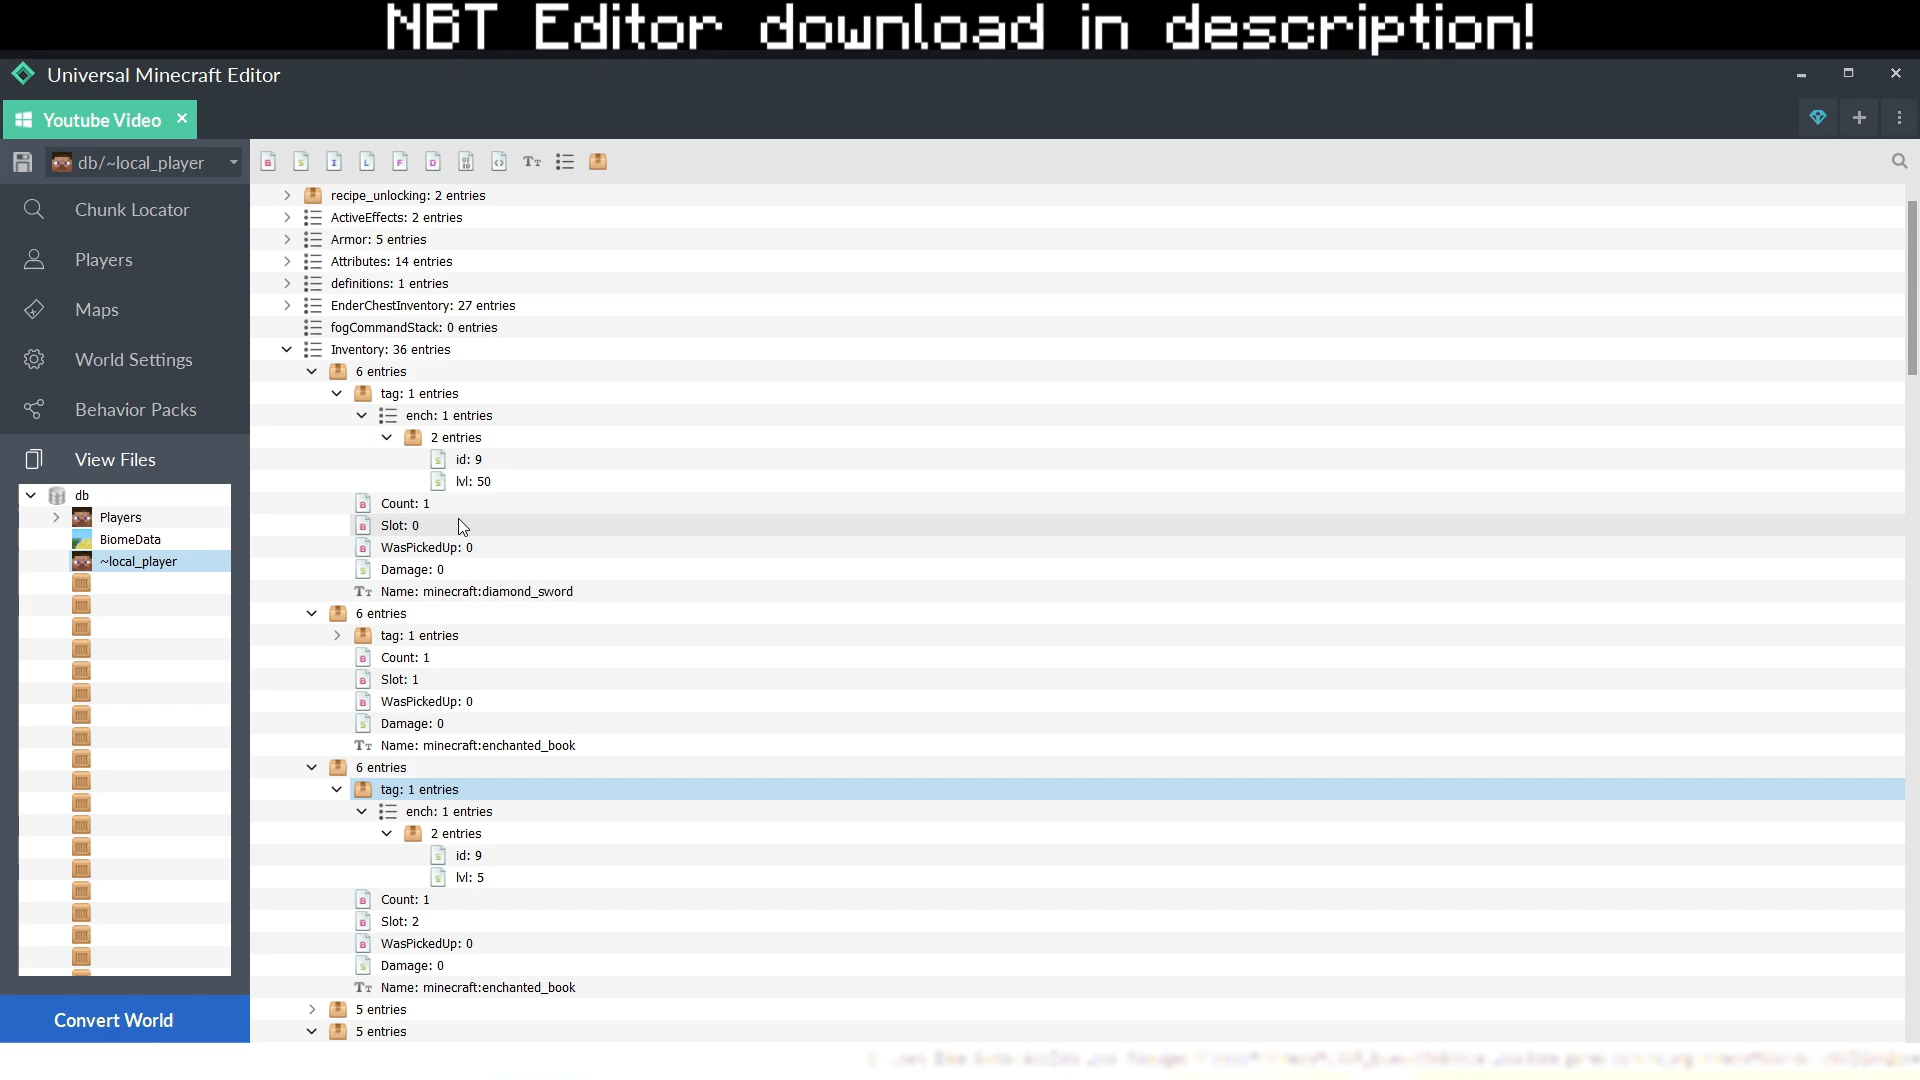 NBT Editor download in description!
Universal Minecraft Editor
Youtube Video
db/~local_player
Chunk Locator
Players
Maps
World Settings
Behavior Packs
View Files
db
Players
BiomeData
~local_player
Convert World
B S I L F D 01 10 <> TT
recipe_unlocking: 2 entries
ActiveEffects: 2 entries
Armor: 5 entries
Attributes: 14 entries
definitions: 1 entries
EnderChestInventory: 27 entries
fogCommandStack: 0 entries
Inventory: 36 entries
6 entries
tag: 1 entries
ench: 1 entries
2 entries
S id: 9
S lvl: 50
B Count: 1
B Slot: 0
B WasPickedUp: 0
S Damage: 0
TT Name: minecraft:diamond_sword
6 entries
tag: 1 entries
B Count: 1
B Slot: 1
B WasPickedUp: 0
S Damage: 0
TT Name: minecraft:enchanted_book
6 entries
tag: 1 entries
ench: 1 entries
2 entries
S id: 9
S lvl: 5
B Count: 1
B Slot: 2
B WasPickedUp: 0
S Damage: 0
TT Name: minecraft:enchanted_book
5 entries
5 entries